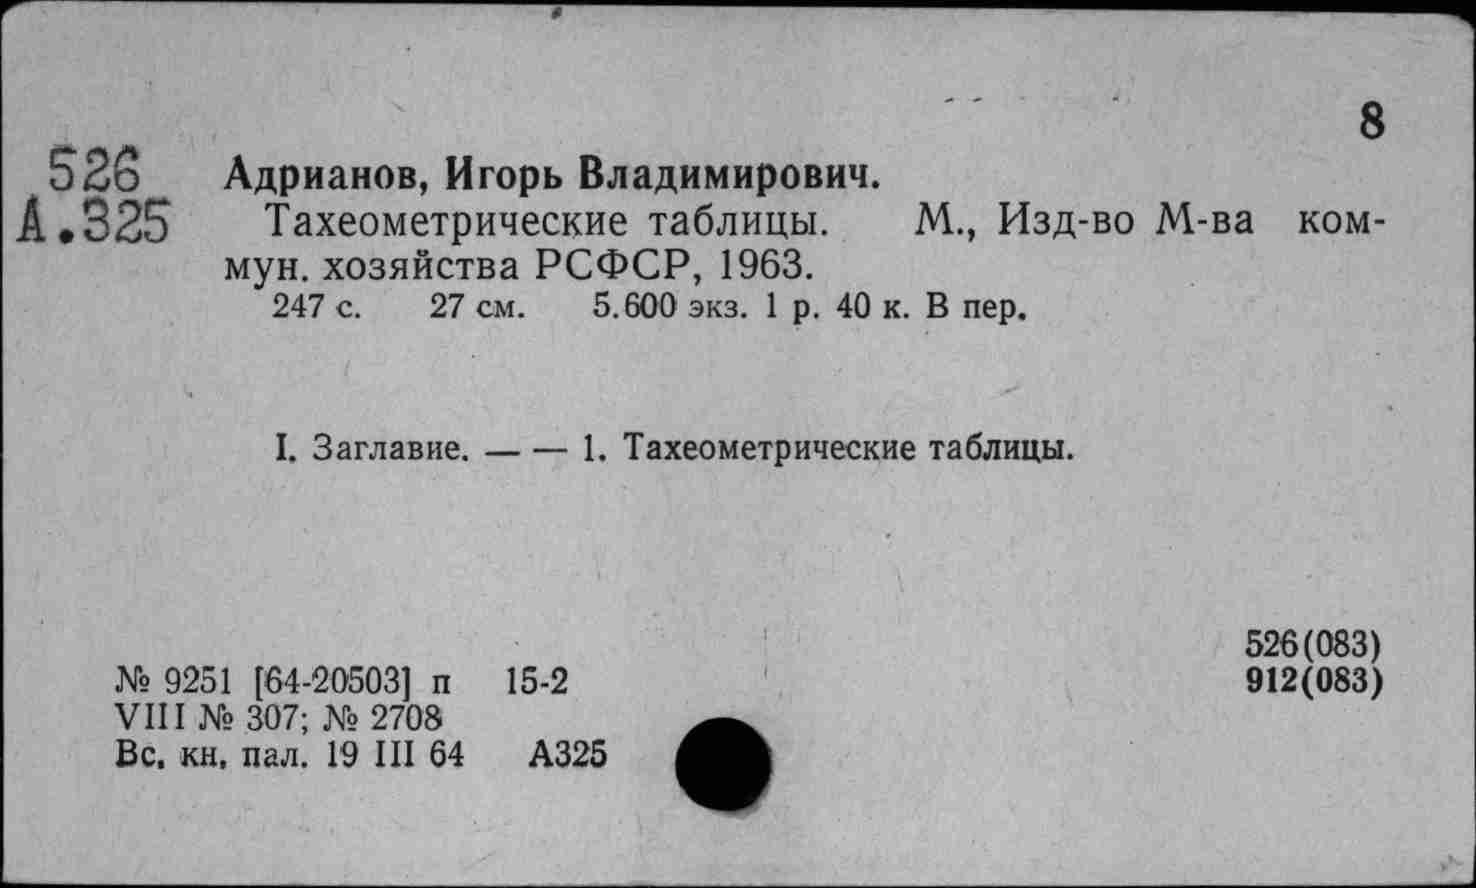 8
526 Адрианов, Игорь Владимирович.
А.325 Тахеометрические таблицы. М., Изд-во М-ва ком-
мун. хозяйства РСФСР, 1963.
247 с. 27 см. 5.600 экз. 1 р. 40 к. В пер.
I. Заглавие. — — 1. Тахеометрические таблицы.
526(083)
№ 9251 [64-20503] п 15-2 912(083)
VIII № 307; № 2708
Вс. кн. пал. 19 III 64 А325